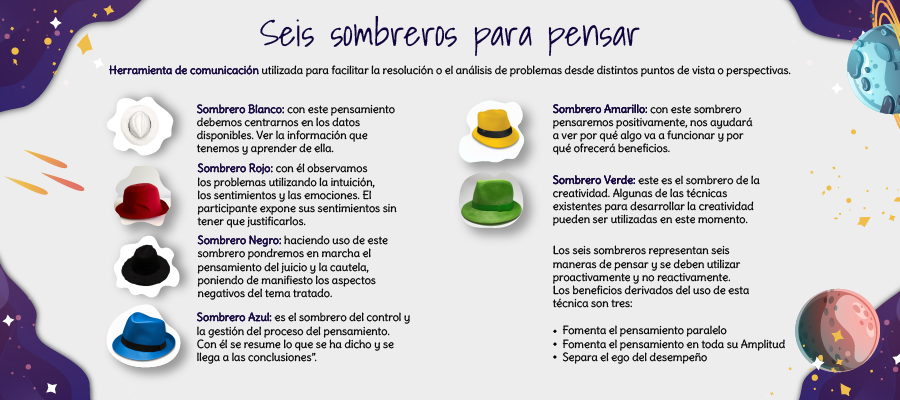 Seis sombreros para pensar
Herramienta de comunicación utilizada para facilitar la resolución o el análisis de problemas desde distintos puntos de vista o perspectivas.
Sombrero Blanco: con este pensamiento
debemos centrarnos en los datos
disponibles. Ver la información que
tenemos y aprender de ella.
Sombrero Rojo: con él observamos
los problemas utilizando la intuición,
los sentimientos y las emociones. El
participante expone sus sentimientos sin
tener que justificarlos.
Sombrero Negro: haciendo uso de este
sombrero pondremos en marcha el
pensamiento del juicio y la cautela,
poniendo de manifiesto los aspectos
negativos del tema tratado.
Sombrero Azul: es el sombrero del control y
la gestión del proceso del pensamiento.
Con él se resume lo que se ha dicho y se
llega a las conclusiones”.
Sombrero Amarillo: con este sombrero
pensaremos positivamente, nos ayudará
a ver por qué algo va a funcionar y por
qué ofrecerá beneficios.
Sombrero Verde: este es el sombrero de la
creatividad. Algunas de las técnicas
existentes para desarrollar la creatividad
pueden ser utilizadas en este momento.
Los seis sombreros representan seis
maneras de pensar y se deben utilizar
proactivamente y no reactivamente.
Los beneficios derivados del uso de esta
técnica son tres:
• Fomenta el pensamiento paralelo
• Fomenta el pensamiento en toda su Amplitud
• Separa el ego del desempeño